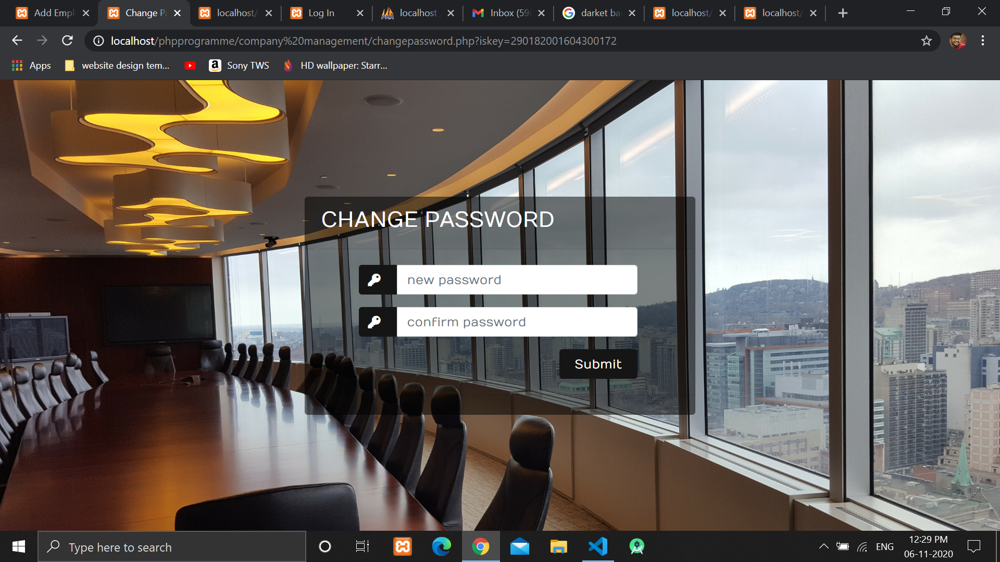 Add Empl
Change Pa
localhost/
Log In
localhost /
Inbox (596
darket ba
localhost/
localhost/
localhost/phpprogramme/company%20management/changepassword.php?iskey=290182001604300172
Apps
website design tem...
Sony TWS
HD wallpaper: Starr...
CHANGE PASSWORD
new password
confirm password
Submit
Type here to search
ENG
12:29 PM
06-11-2020